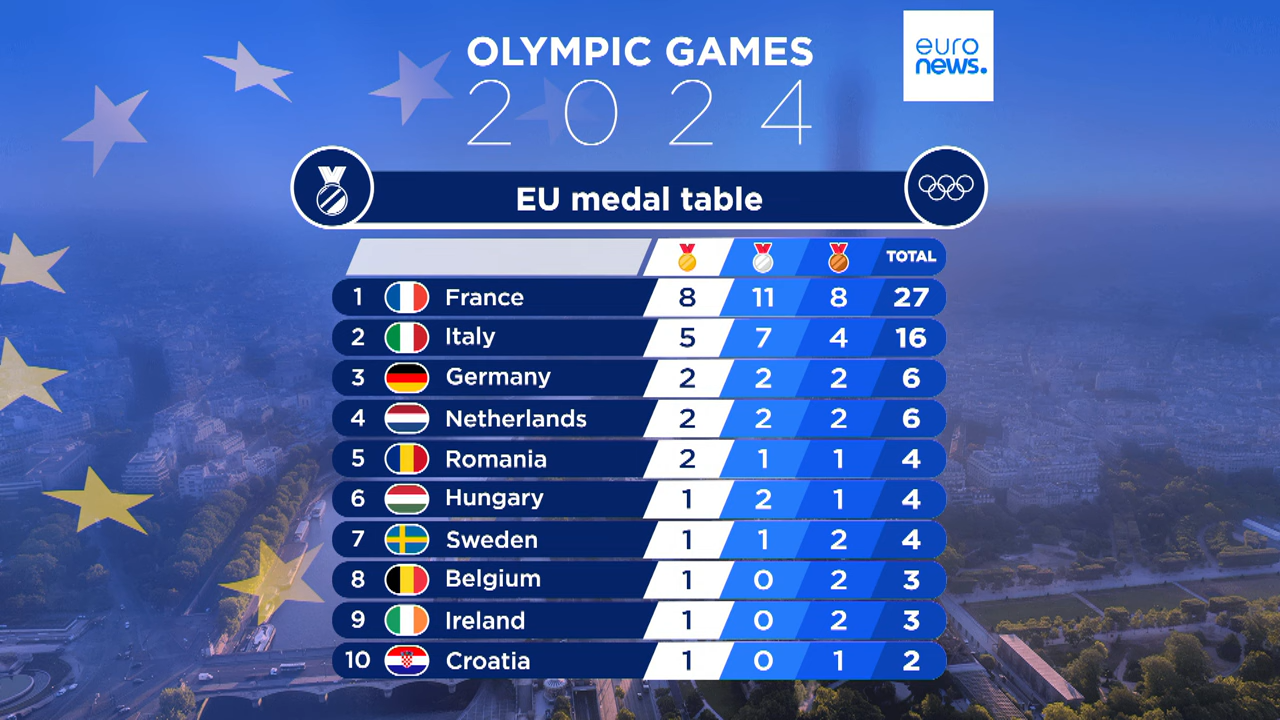 OLYMPIC GAMES
2024
euro
news.
EU medal table
TOTAL
1 France 8 11 8 27
2 Italy 5 7 4 16
3 Germany 2 2 2 6
4 Netherlands 2 2 2 6
5 Romania 2 1 1 4
6 Hungary 1 2 1 4
7 Sweden 1 1 2 4
8 Belgium 1 0 2 3
9 Ireland 1 0 2 3
10 Croatia 1 0 1 2